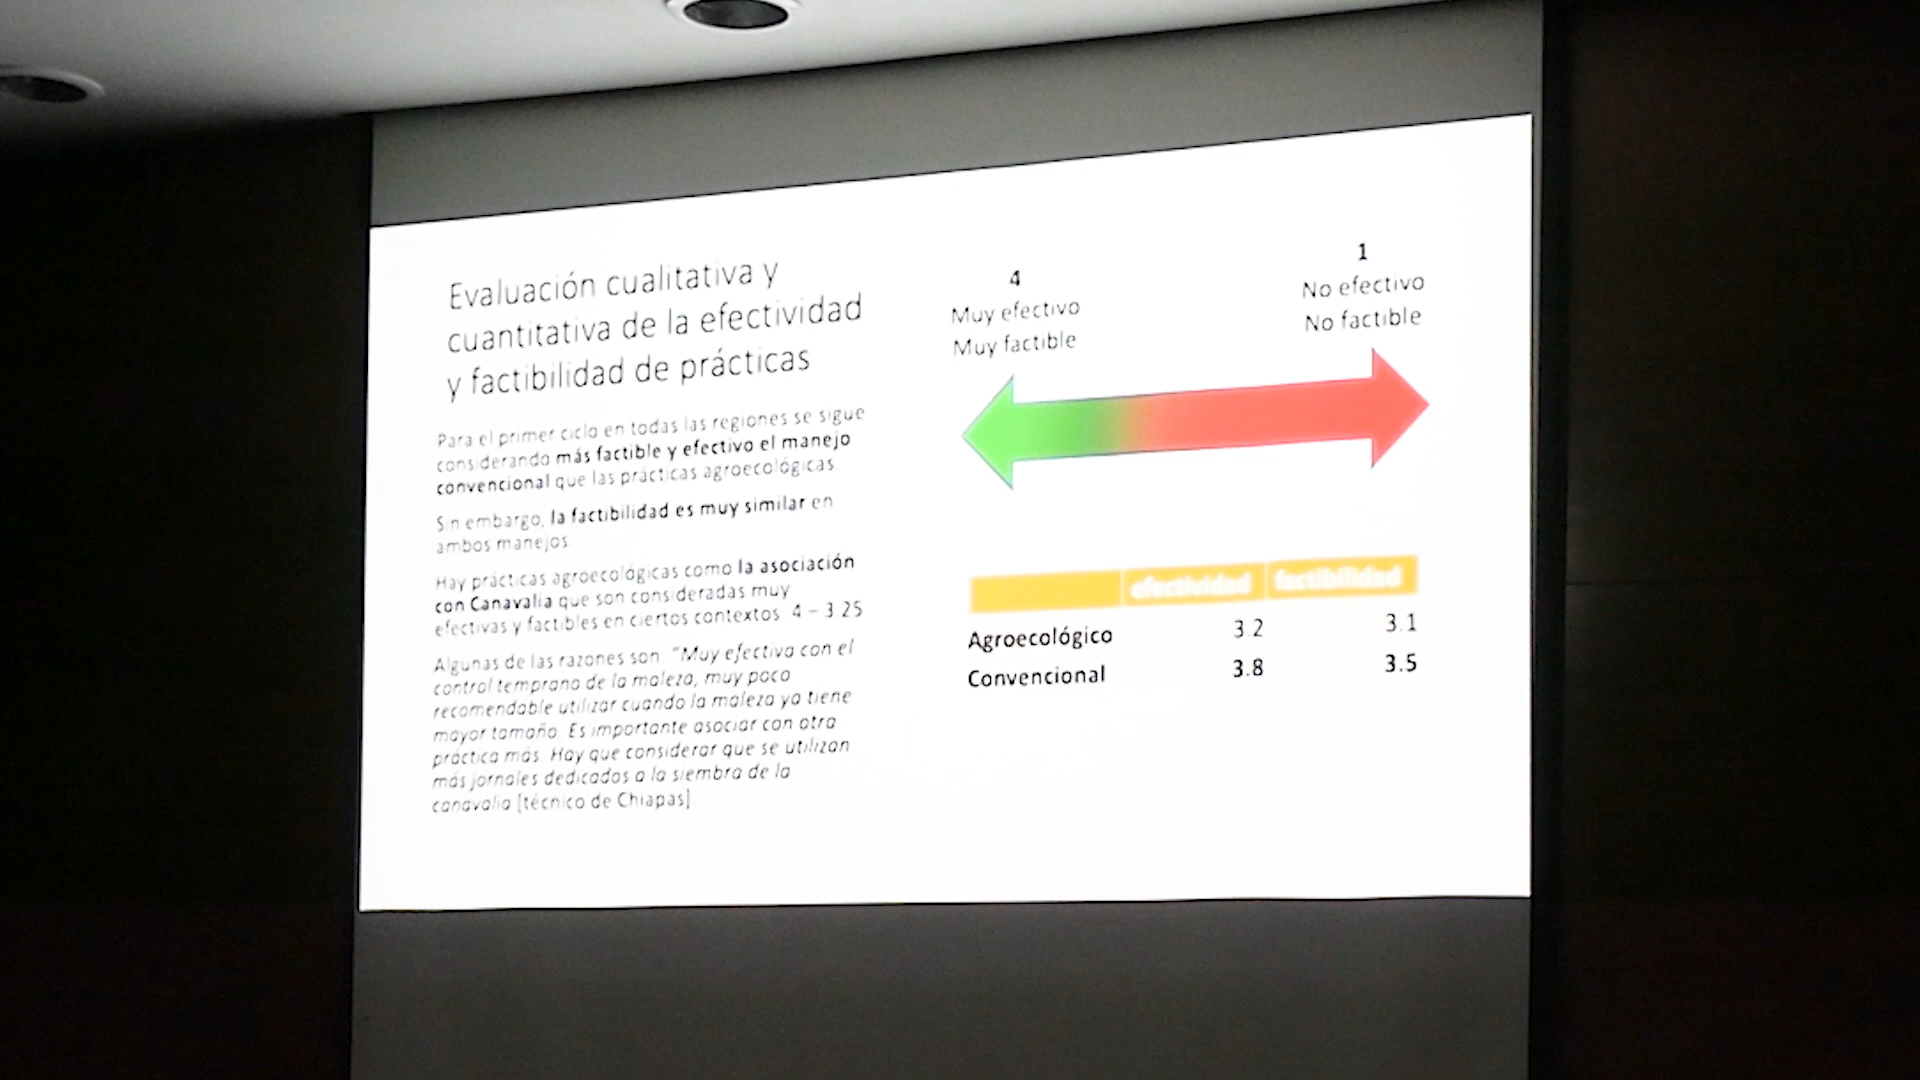 Evaluación cualitativa y
cuantitativa de la efectividad
y factibilidad de prácticas
Para el primer ciclo en todas las regiones se sigue
considerando más factible y efectivo el manejo
convencional que las prácticas agroecológicas.
Sin embargo, la factibilidad es muy similar en
ambos manejos.
Hay prácticas agroecológicas como la asociación
con Canavalia que son consideradas muy
efectivas y factibles en ciertos contextos 4 – 3.25
Algunas de las razones son: "Muy efectiva con el
control temprano de la maleza, muy poco
recomendable utilizar cuando la maleza ya tiene
mayor tamaño. Es importante asociar con otra
práctica más. Hay que considerar que se utilizan
más jornales dedicados a la siembra de la
canavalia [técnico de Chiapas]
4
Muy efectivo
Muy factible
1
No efectivo
No factible
efectividad factibilidad
Agroecológico 3.2 3.1
Convencional 3.8 3.5